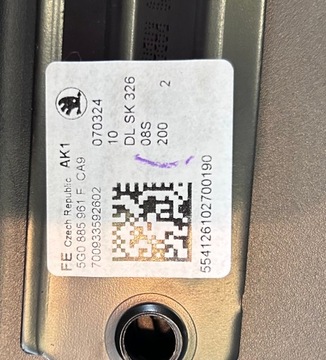 FE Czech Republic AK1
5G0 885 961 F CA9
700933592602
070324
10
DL SK 326
08S
200
2
554126102700190